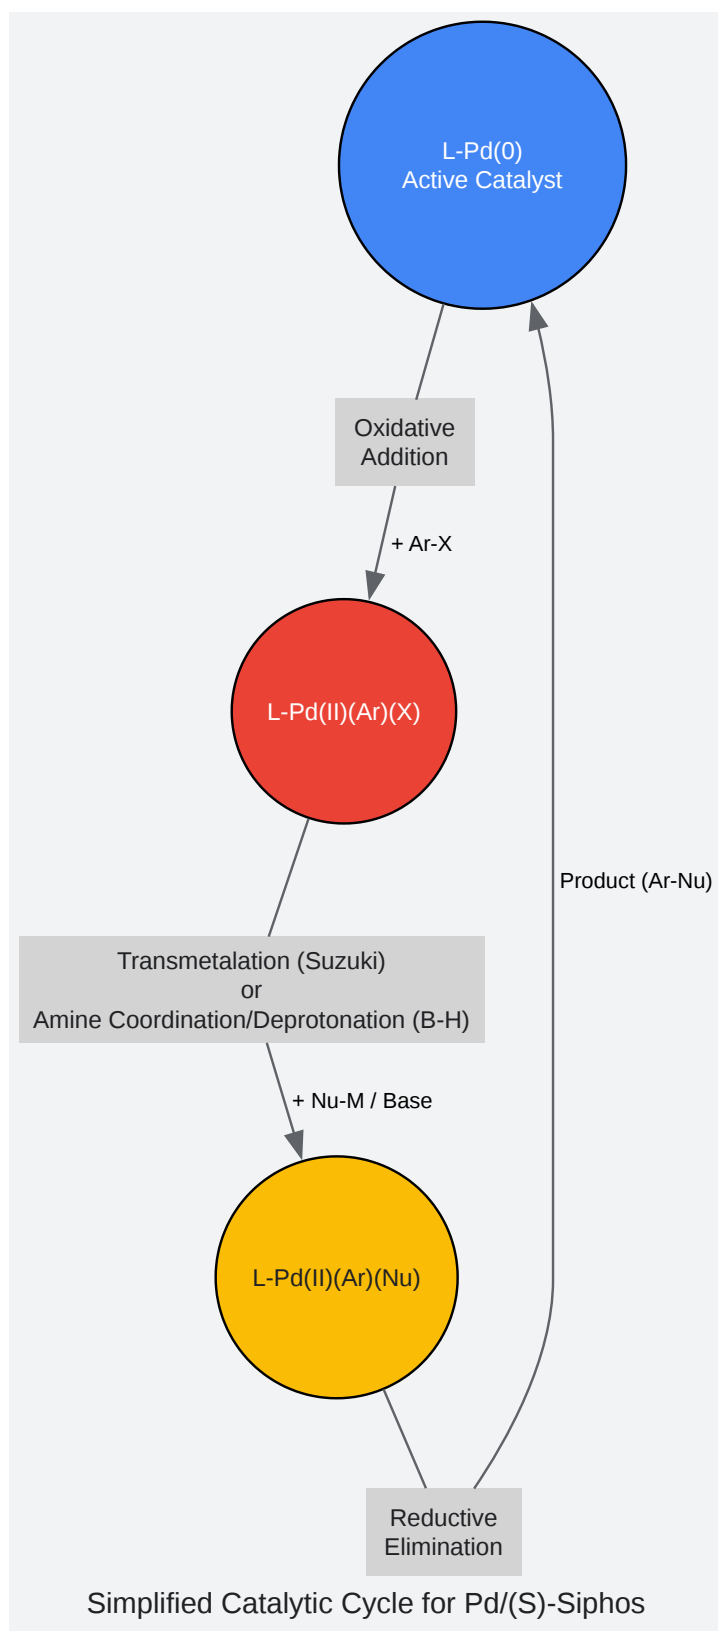 L-Pd(0)
Active Catalyst
Oxidative
Addition
+ Ar-X
L-Pd(II)(Ar)(X)
Product (Ar-Nu)
Transmetalation (Suzuki)
or
Amine Coordination/Deprotonation (B-H)
+ Nu-M / Base
L-Pd(II)(Ar)(Nu)
Reductive
Elimination
Simplified Catalytic Cycle for Pd/(S)-Siphos